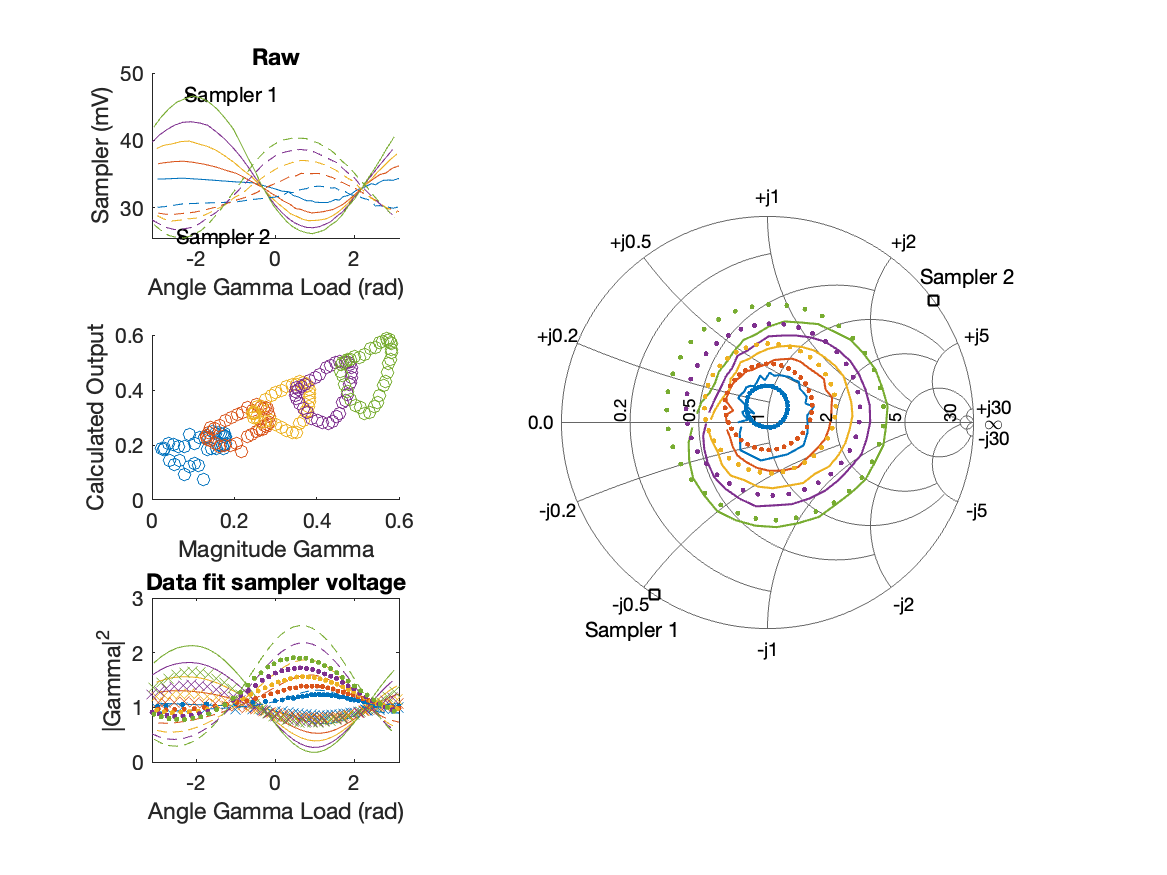 Raw
50
40
30
Sampler (mV)
Sampler 1
Sampler 2
-2
0
2
Angle Gamma Load (rad)
0.6
0.4
0.2
0
Calculated Output
0
0.2
0.4
0.6
Magnitude Gamma
Data fit sampler voltage
3
2
1
0
|Gamma|2
-2
0
2
Angle Gamma Load (rad)
+j1
+j0.5
+j2
Sampler 2
+j0.2
+j5
0.0
0.2
0.5
1
2
5
30
+j30
∞
-j30
-j0.2
-j5
-j0.5
-j2
Sampler 1
-j1